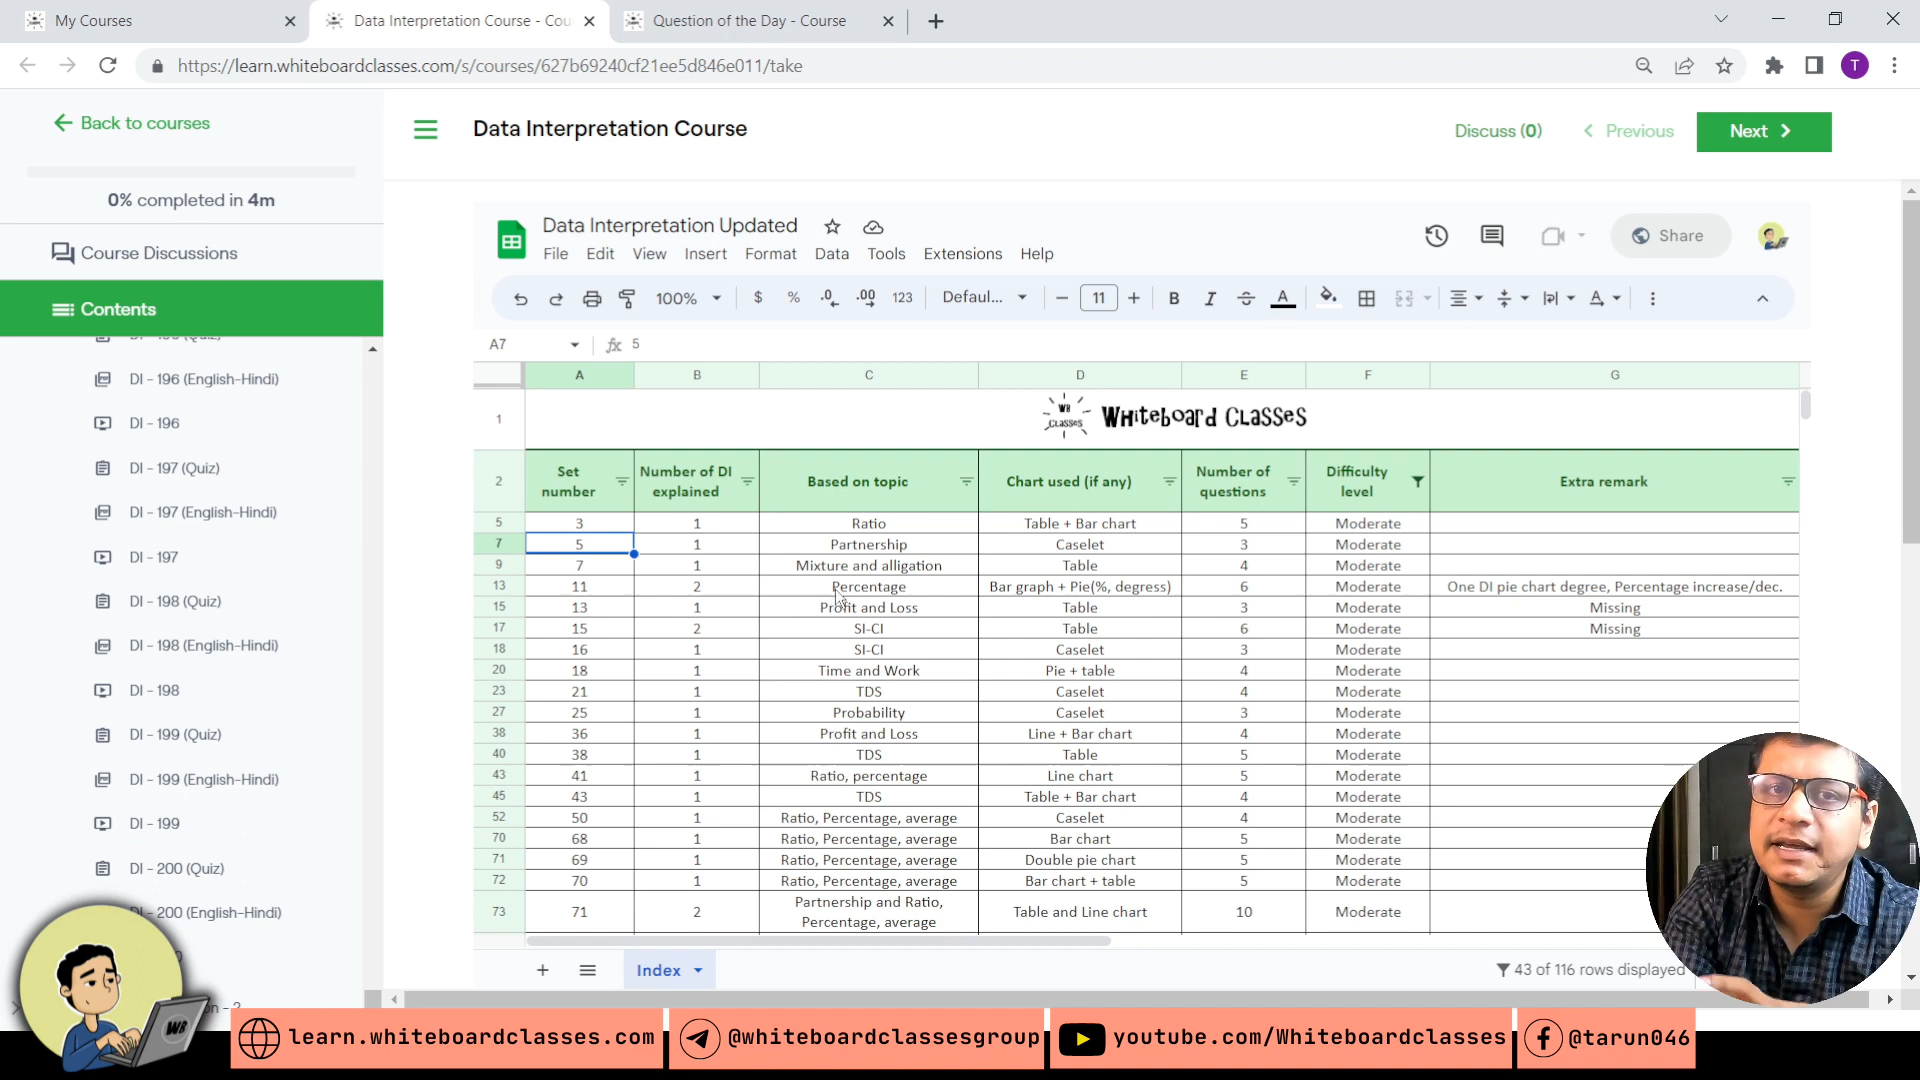 My Courses
Data Interpretation Course - Cou
Question of the Day - Course
https://learn.whiteboardclasses.com/s/courses/627b69240cf21ee5d846e011/take
T
Back to courses
Data Interpretation Course
Discuss (0)
Previous
Next
0% completed in 4m
Course Discussions
Contents
DI - 196 (English-Hindi)
DI - 196
DI - 197 (Quiz)
DI - 197 (English-Hindi)
DI - 197
DI - 198 (Quiz)
DI - 198 (English-Hindi)
DI - 198
DI - 199 (Quiz)
DI - 199 (English-Hindi)
DI - 199
DI - 200 (Quiz)
DI - 200 (English-Hindi)
Data Interpretation Updated
File Edit View Insert Format Data Tools Extensions Help
Share
100% $ % .0 .00 123 Defaul... 11 B I S A
A7 fx 5
A B C D E F G
1 WB CLASSES Whiteboard Classes
2 Set number Number of DI explained Based on topic Chart used (if any) Number of questions Difficulty level Extra remark
5 3 1 Ratio Table + Bar chart 5 Moderate
7 5 1 Partnership Caselet 3 Moderate
9 7 1 Mixture and alligation Table 4 Moderate
13 11 2 Percentage Bar graph + Pie(%, degress) 6 Moderate One DI pie chart degree, Percentage increase/dec.
15 13 1 Profit and Loss Table 3 Moderate Missing
17 15 2 SI-CI Table 6 Moderate Missing
18 16 1 SI-CI Caselet 3 Moderate
20 18 1 Time and Work Pie + table 4 Moderate
23 21 1 TDS Caselet 4 Moderate
27 25 1 Probability Caselet 3 Moderate
38 36 1 Profit and Loss Line + Bar chart 4 Moderate
40 38 1 TDS Table 5 Moderate
43 41 1 Ratio, percentage Line chart 5 Moderate
45 43 1 TDS Table + Bar chart 4 Moderate
52 50 1 Ratio, Percentage, average Caselet 4 Moderate
70 68 1 Ratio, Percentage, average Bar chart 5 Moderate
71 69 1 Ratio, Percentage, average Double pie chart 5 Moderate
72 70 1 Ratio, Percentage, average Bar chart + table 5 Moderate
73 71 2 Partnership and Ratio, Percentage, average Table and Line chart 10 Moderate
Index
43 of 116 rows displayed
WB
learn.whiteboardclasses.com
@whiteboardclassesgroup
youtube.com/Whiteboardclasses
@tarun046